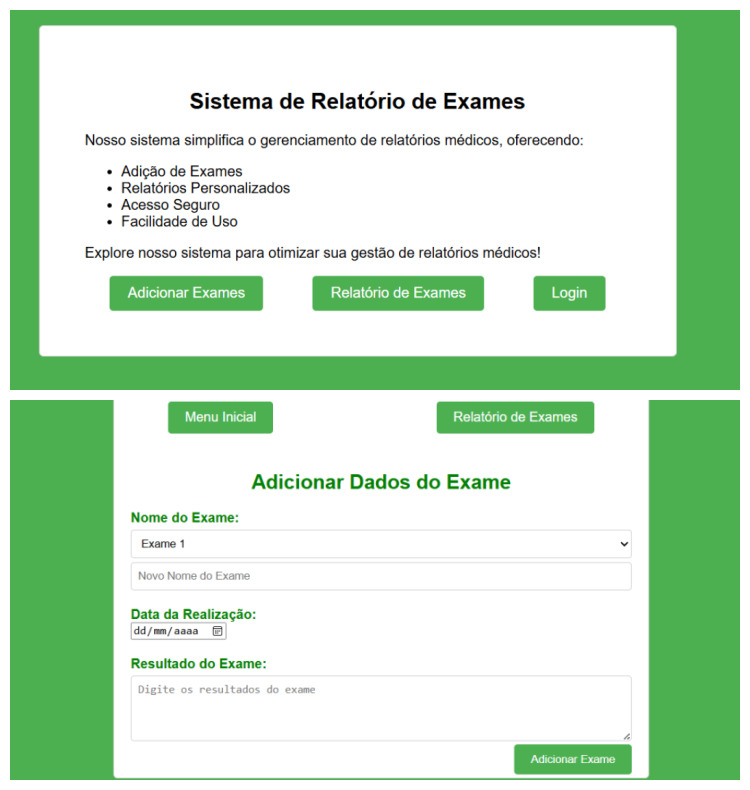 Sistema de Relatório de Exames
Nosso sistema simplifica o gerenciamento de relatórios médicos, oferecendo:
• Adição de Exames
• Relatórios Personalizados
• Acesso Seguro
• Facilidade de Uso
Explore nosso sistema para otimizar sua gestão de relatórios médicos!
Adicionar Exames Relatório de Exames Login
Menu Inicial Relatório de Exames
Adicionar Dados do Exame
Nome do Exame:
Exame 1
Novo Nome do Exame
Data da Realização:
dd/mm/aaaa
Resultado do Exame:
Digite os resultados do exame
Adicionar Exame